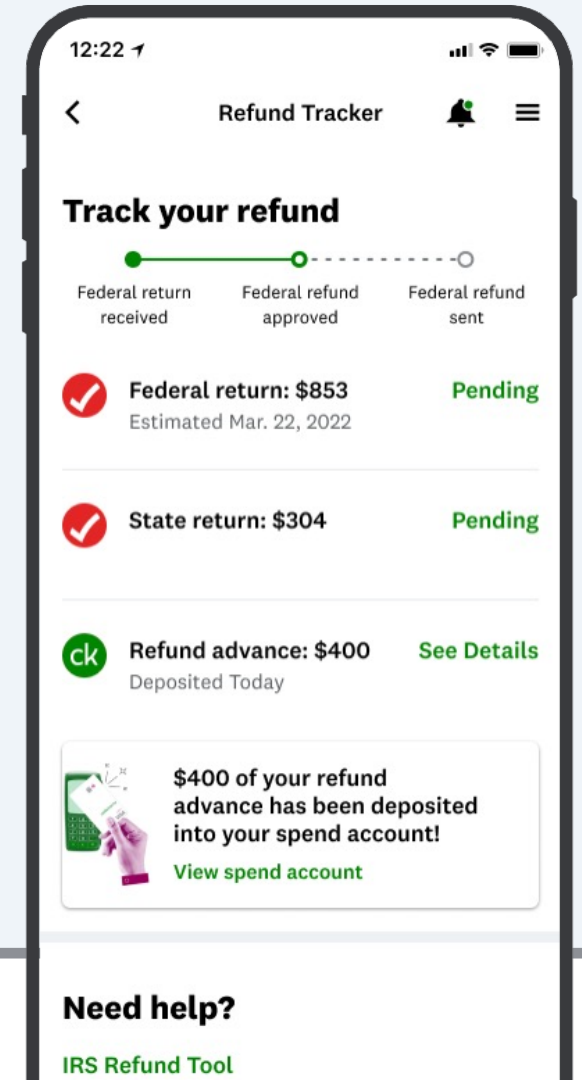 12:22
Refund Tracker
Track your refund
Federal return
received
Federal refund
approved
Federal refund
sent
Federal return: $853
Pending
Estimated Mar. 22, 2022
State return: $304
Pending
ck
Refund advance: $400
See Details
Deposited Today
$400 of your refund
advance has been deposited
into your spend account!
View spend account
Need help?
IRS Refund Tool